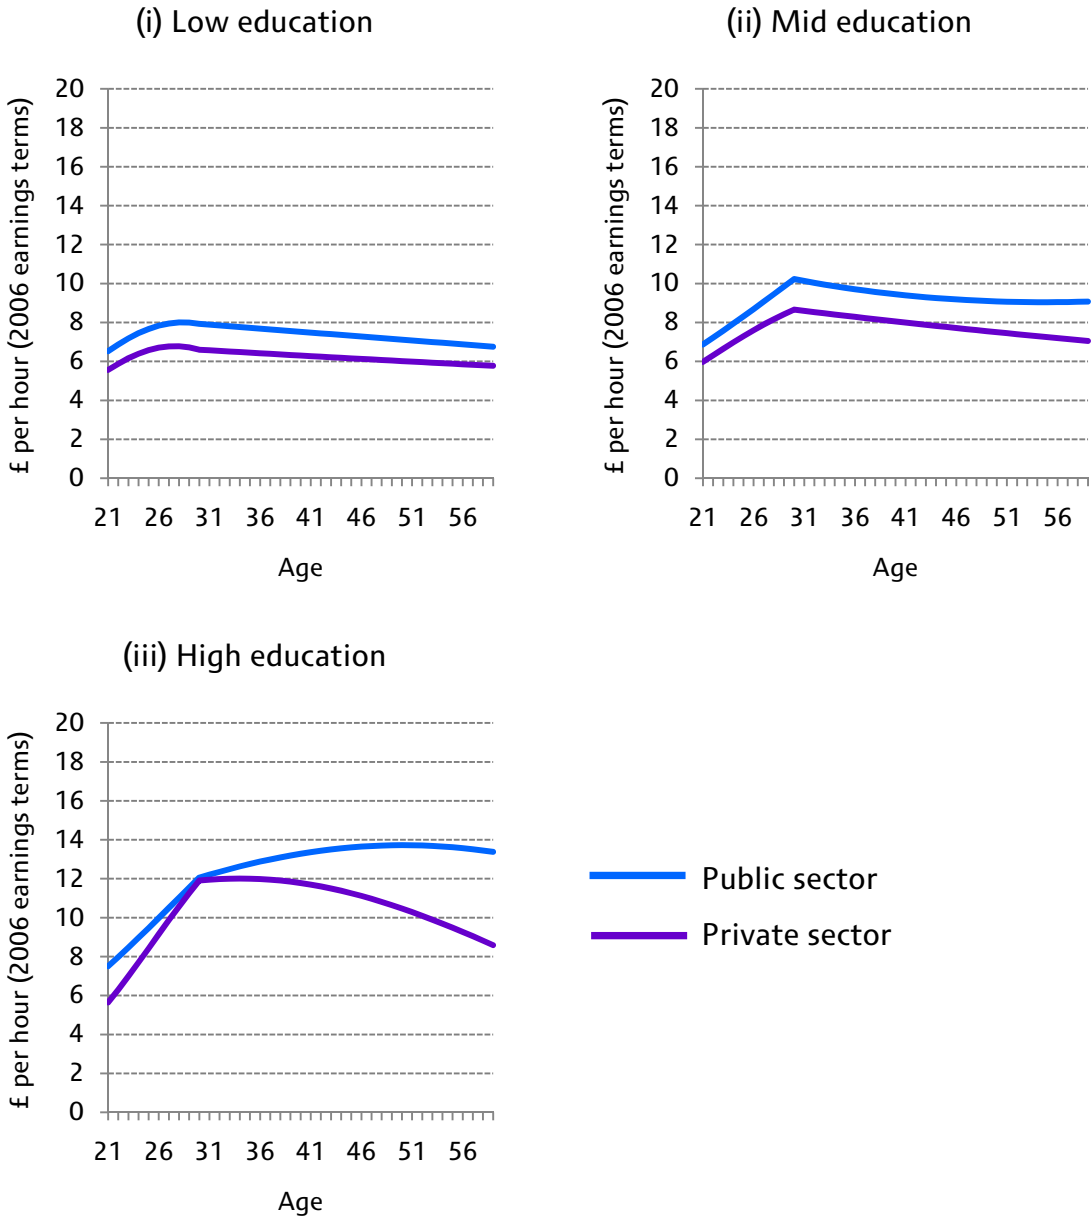 (i) Low education
£ per hour (2006 earnings terms)
20
18
16
14
12
10
8
6
4
2
0
21 26 31 36 41 46 51 56
Age
(ii) Mid education
£ per hour (2006 earnings terms)
20
18
16
14
12
10
8
6
4
2
0
21 26 31 36 41 46 51 56
Age
(iii) High education
£ per hour (2006 earnings terms)
20
18
16
14
12
10
8
6
4
2
0
21 26 31 36 41 46 51 56
Age
Public sector
Private sector